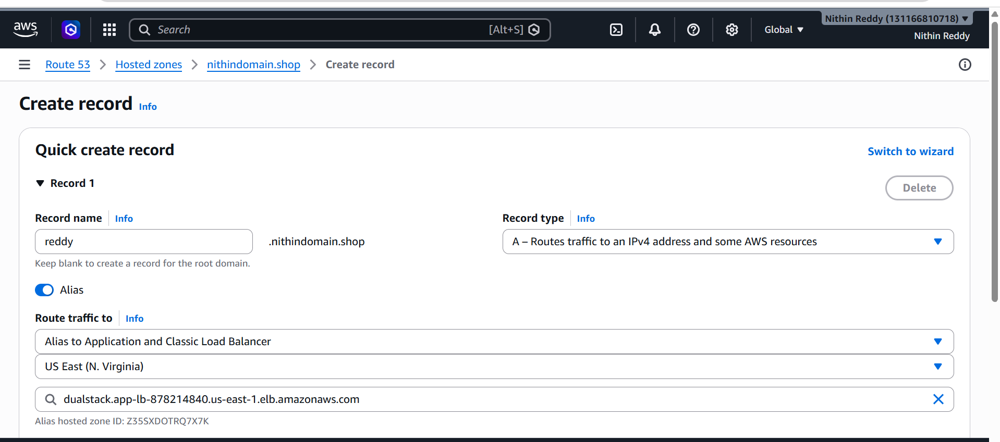 aws
Search [Alt+S]
Global
Nithin Reddy (131166810718)
Nithin Reddy
Route 53 Hosted zones nithindomain.shop Create record
Create record Info
Quick create record
Switch to wizard
Record 1
Delete
Record name Info
reddy .nithindomain.shop
Keep blank to create a record for the root domain.
Record type Info
A – Routes traffic to an IPv4 address and some AWS resources
Alias
Route traffic to Info
Alias to Application and Classic Load Balancer
US East (N. Virginia)
dualstack.app-lb-878214840.us-east-1.elb.amazonaws.com
Alias hosted zone ID: Z35SXDOTRQ7X7K